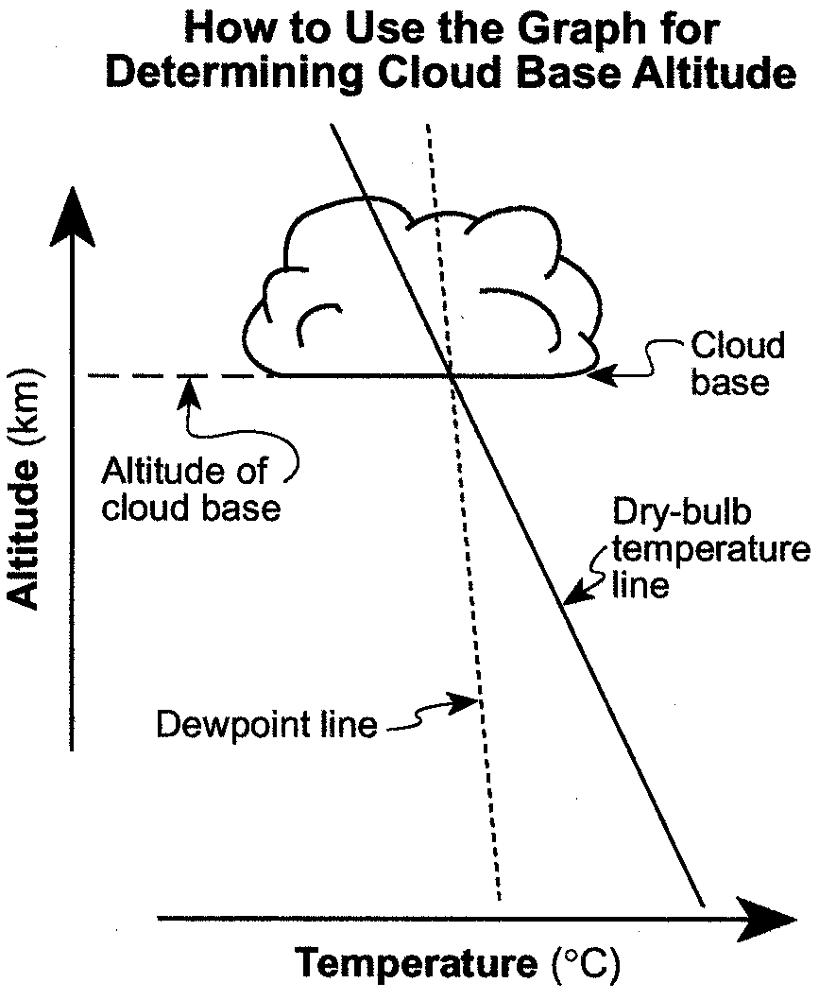 How to Use the Graph for
Determining Cloud Base Altitude
Cloud
base
Altitude of
cloud base
Dry-bulb
temperature
line
Dewpoint line
Altitude (km)
Temperature (°C)